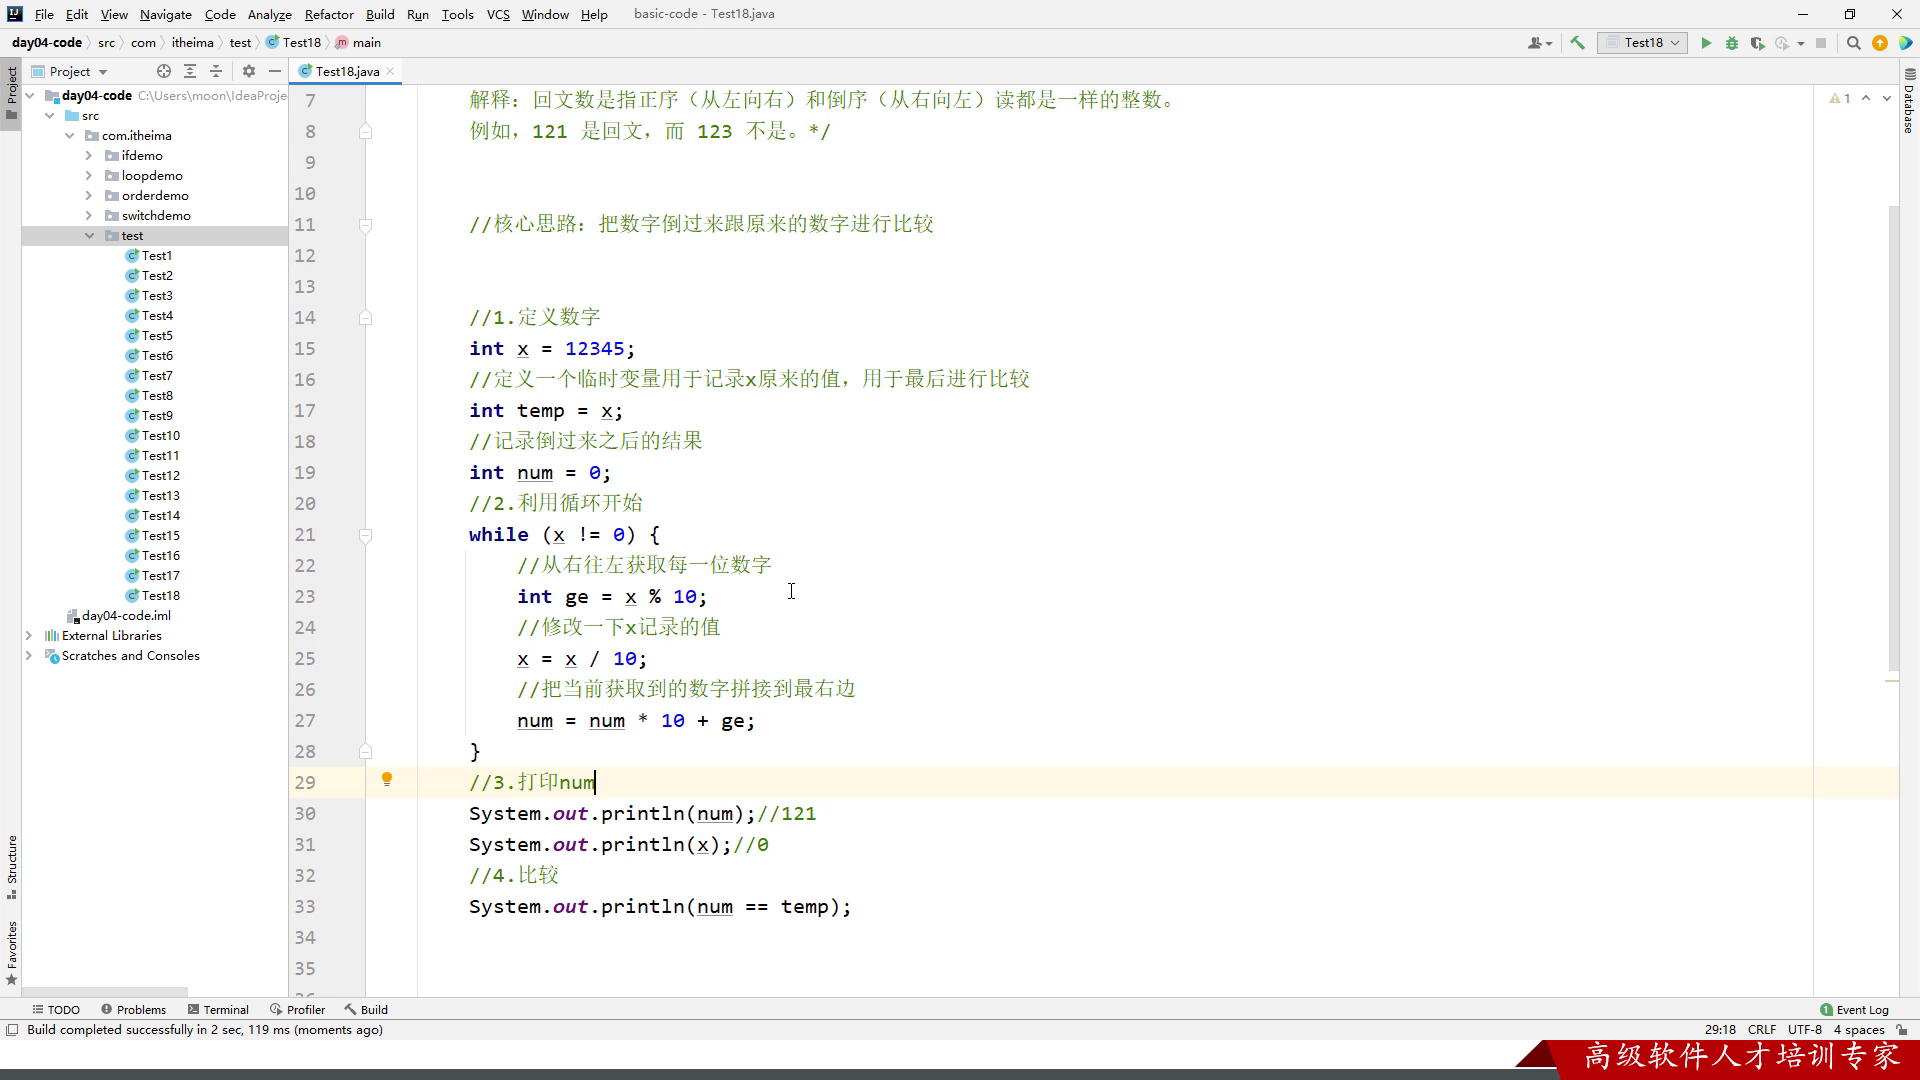 File Edit View Navigate Code Analyze Refactor Build Run Tools VCS Window Help basic-code - Test18.java
day04-code src com itheima test Test18 main
Test18
Project
Test18.java
day04-code C:\Users\moon\IdeaProje
src
com.itheima
ifdemo
loopdemo
orderdemo
switchdemo
test
Test1
Test2
Test3
Test4
Test5
Test6
Test7
Test8
Test9
Test10
Test11
Test12
Test13
Test14
Test15
Test16
Test17
Test18
day04-code.iml
External Libraries
Scratches and Consoles
Project
Structure
Favorites
Database
1
7 解释：回文数是指正序（从左向右）和倒序（从右向左）读都是一样的整数。
8 例如，121 是回文，而 123 不是。*/
9
10
11 //核心思路：把数字倒过来跟原来的数字进行比较
12
13
14 //1.定义数字
15 int x = 12345;
16 //定义一个临时变量用于记录x原来的值，用于最后进行比较
17 int temp = x;
18 //记录倒过来之后的结果
19 int num = 0;
20 //2.利用循环开始
21 while (x != 0) {
22 //从右往左获取每一位数字
23 int ge = x % 10;
24 //修改一下x记录的值
25 x = x / 10;
26 //把当前获取到的数字拼接到最右边
27 num = num * 10 + ge;
28 }
29 //3.打印num
30 System.out.println(num);//121
31 System.out.println(x);//0
32 //4.比较
33 System.out.println(num == temp);
34
35
TODO Problems Terminal Profiler Build 1 Event Log
Build completed successfully in 2 sec, 119 ms (moments ago) 29:18 CRLF UTF-8 4 spaces
高级软件人才培训专家